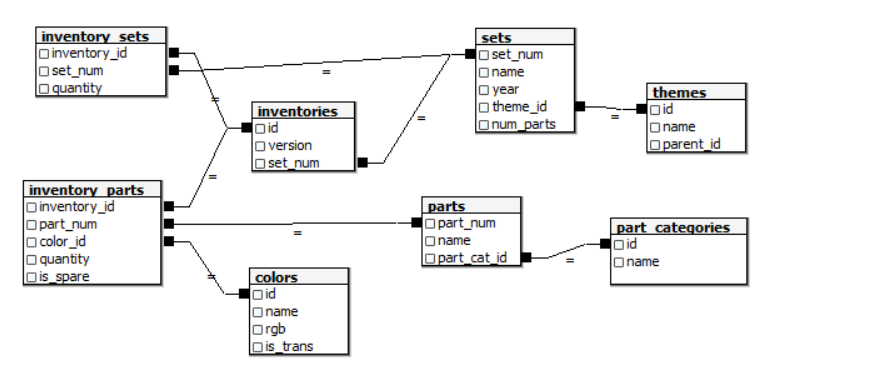 inventory_sets
inventory_id
set_num
quantity
sets
set_num
name
year
theme_id
num_parts
themes
id
name
parent_id
inventories
id
version
set_num
inventory_parts
inventory_id
part_num
color_id
quantity
is_spare
parts
part_num
name
part_cat_id
part_categories
id
name
colors
id
name
rgb
is_trans
=
=
=
=
=
=
=
=